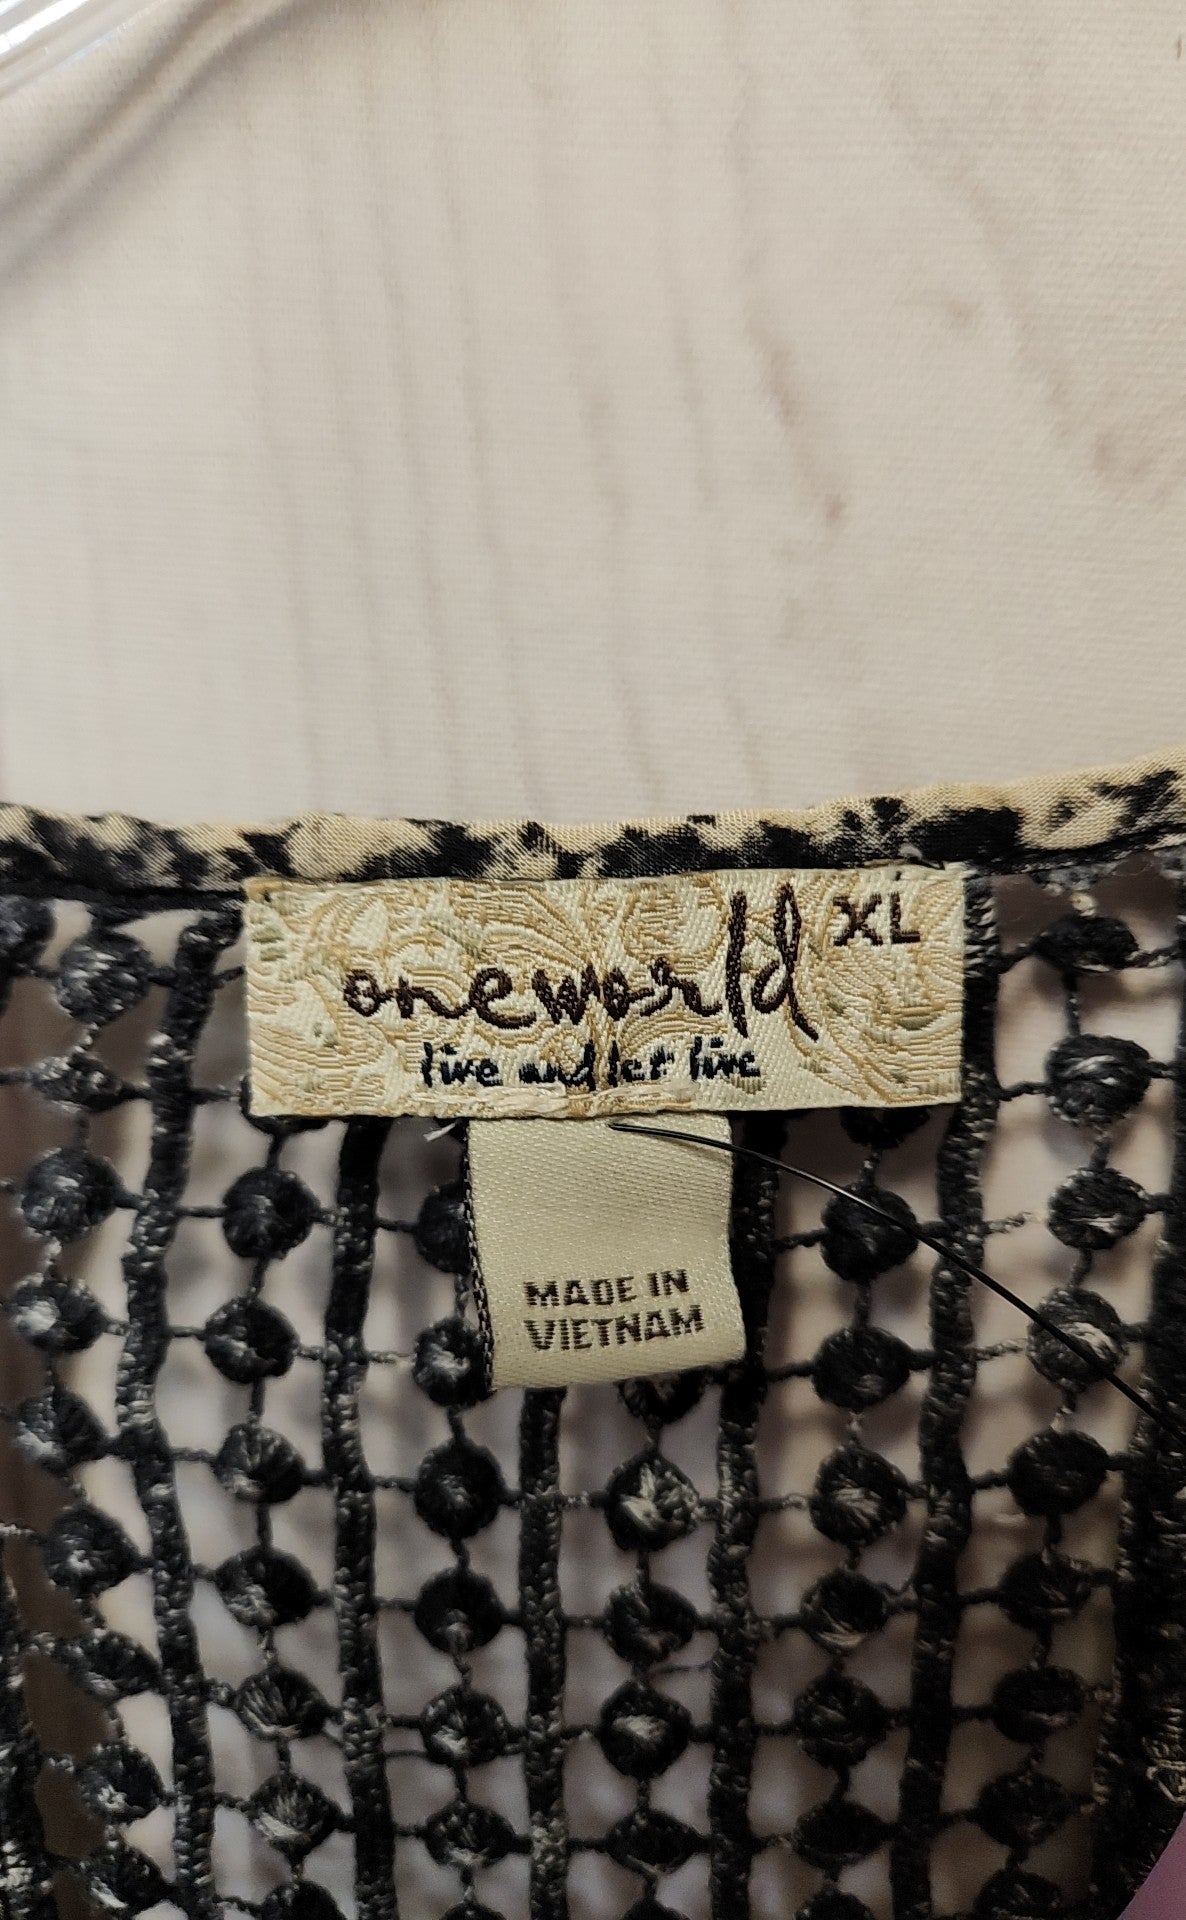 oneworld XL
live and let live
MADE IN
VIETNAM